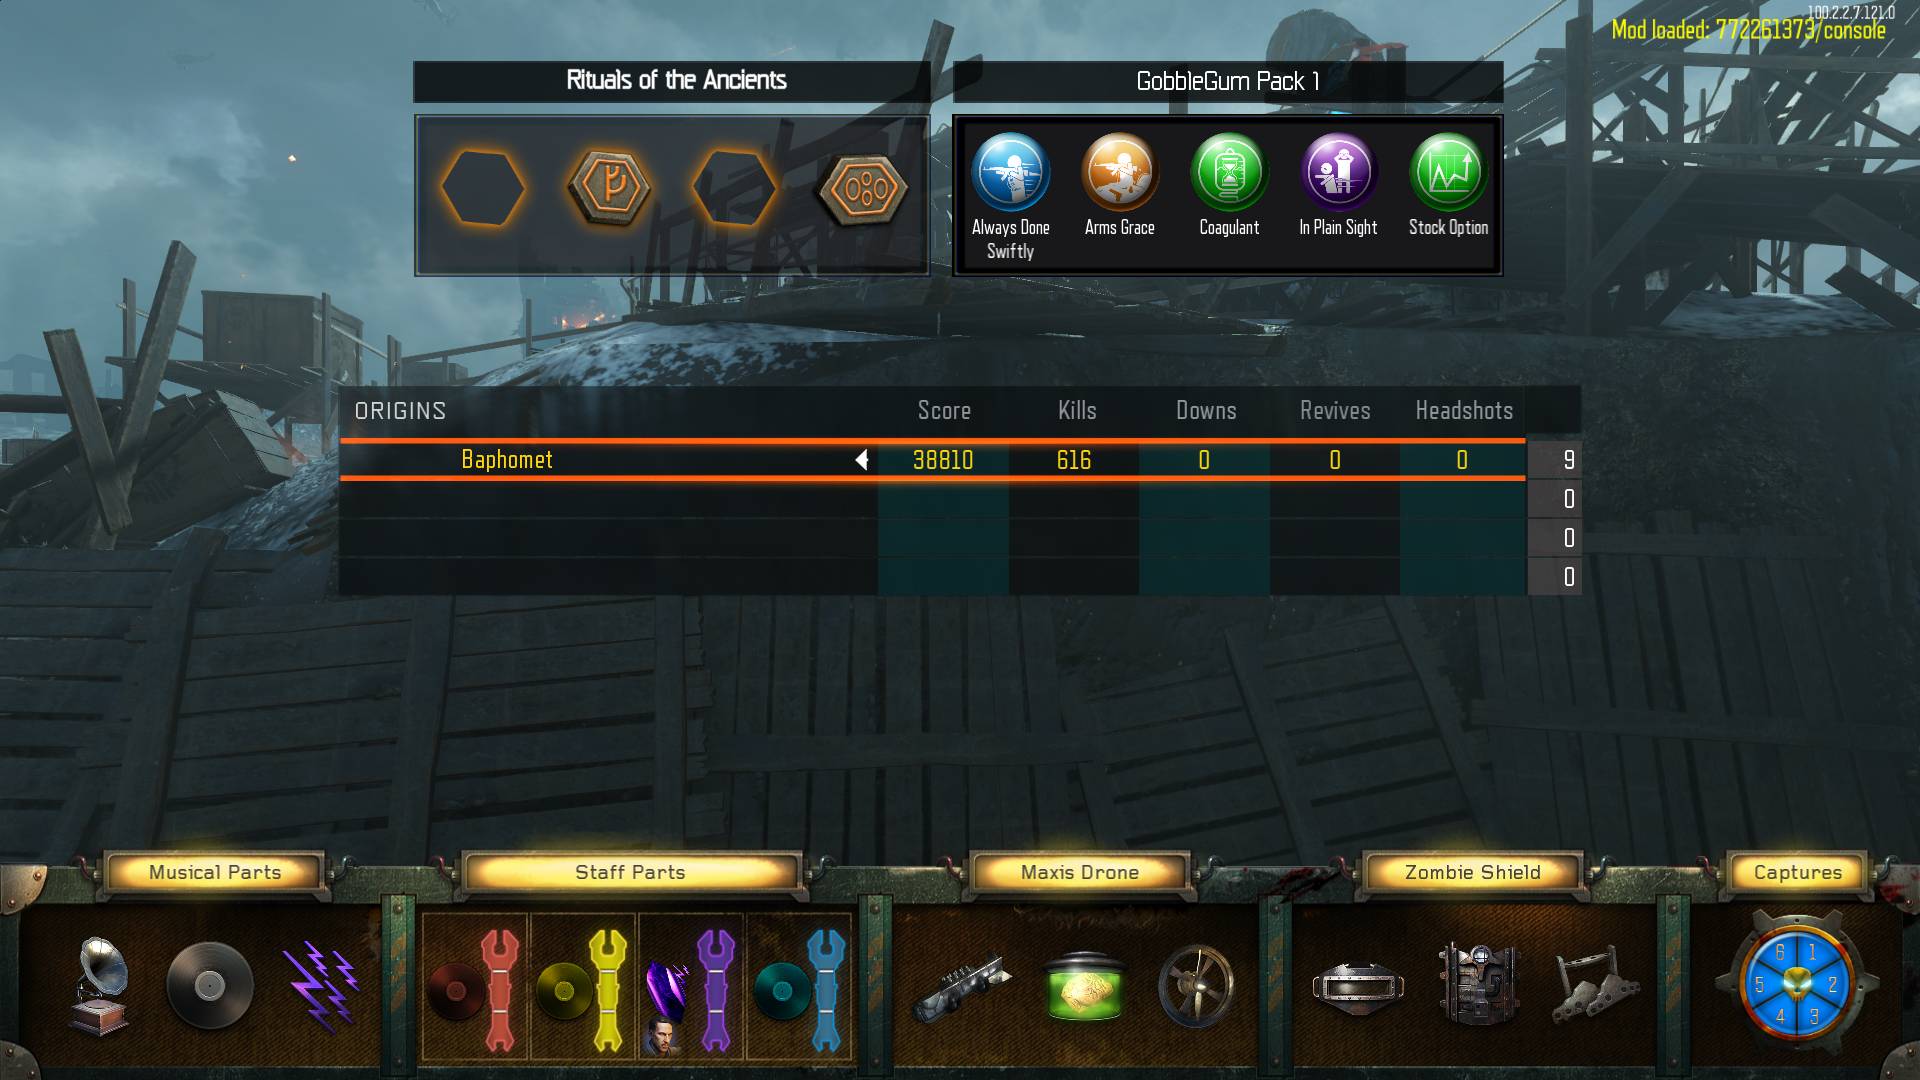 100.2.2.7.121.0
Mod loaded: 772261373/console
Rituals of the Ancients
GobbleGum Pack 1
Always Done Swiftly
Arms Grace
Coagulant
In Plain Sight
Stock Option
ORIGINS Score Kills Downs Revives Headshots
Baphomet 38810 616 0 0 0 9
0
0
0
Musical Parts
Staff Parts
Maxis Drone
Zombie Shield
Captures
6 1
5 2
4 3